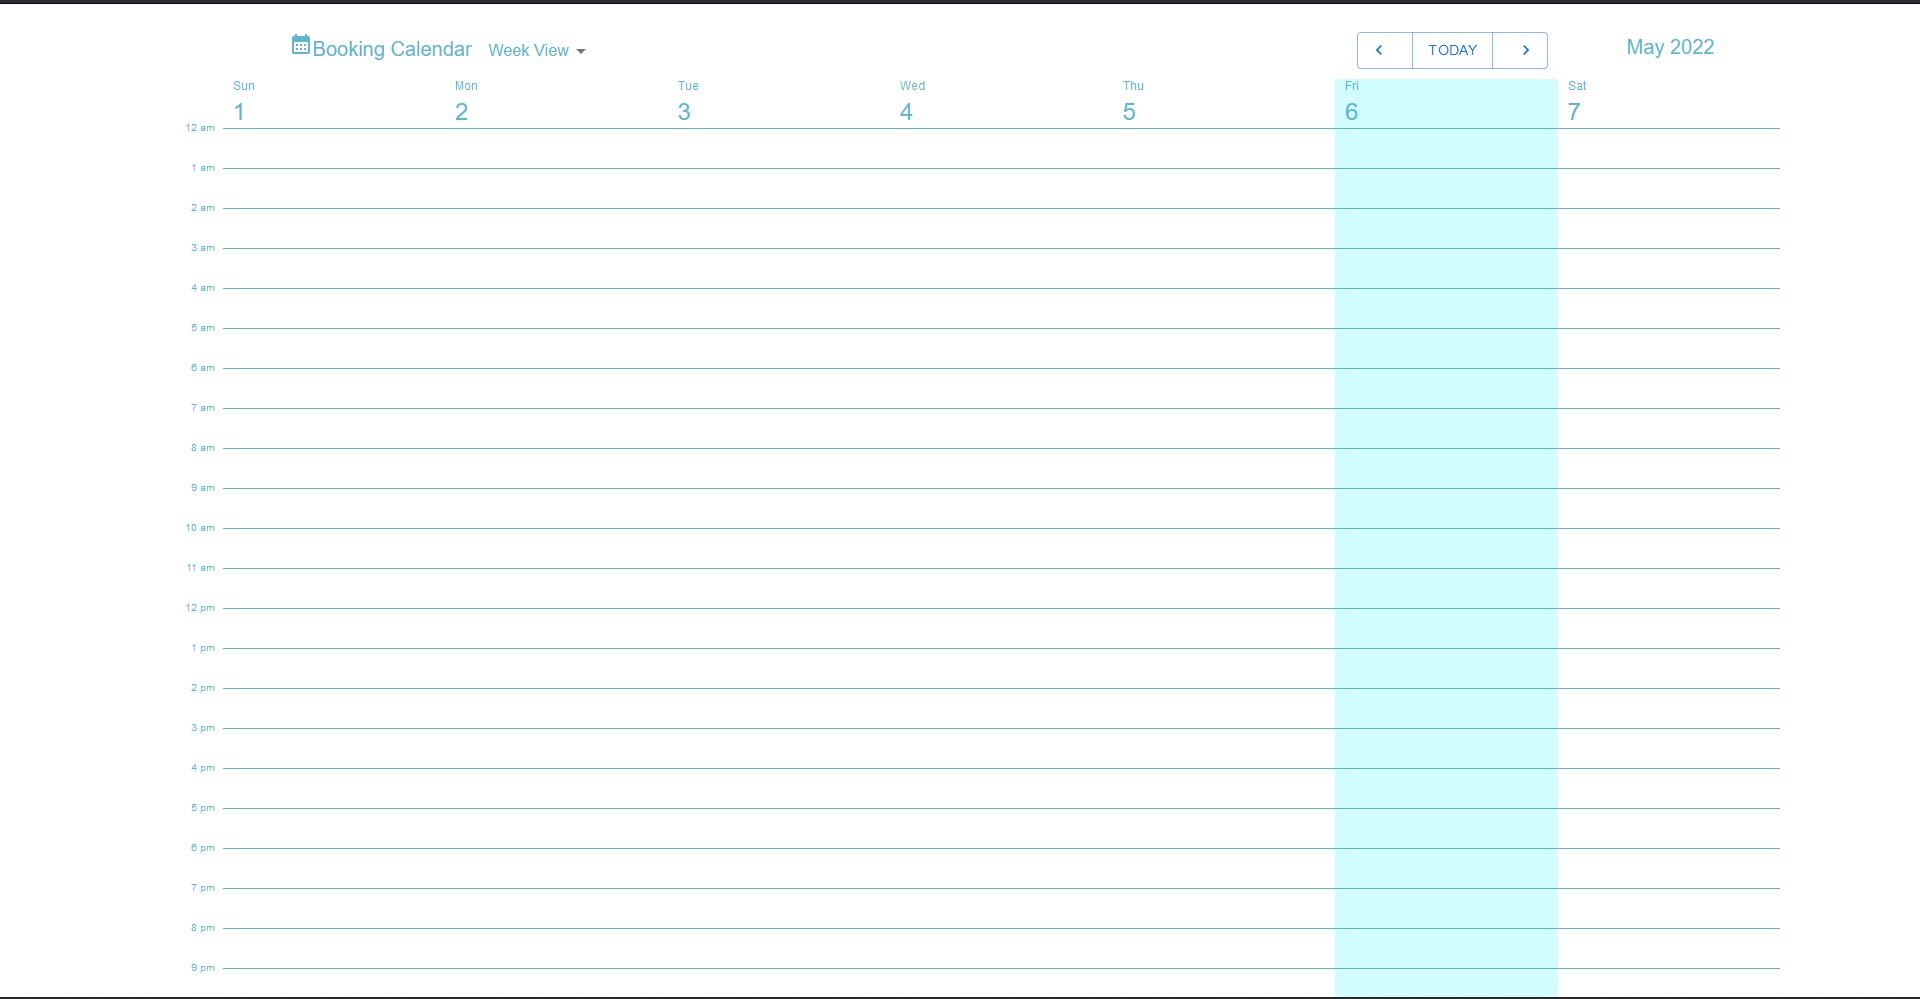 Booking Calendar Week View TODAY May 2022
Sun Mon Tue Wed Thu Fri Sat
1 2 3 4 5 6 7
12 am
1 am
2 am
3 am
4 am
5 am
6 am
7 am
8 am
9 am
10 am
11 am
12 pm
1 pm
2 pm
3 pm
4 pm
5 pm
6 pm
7 pm
8 pm
9 pm